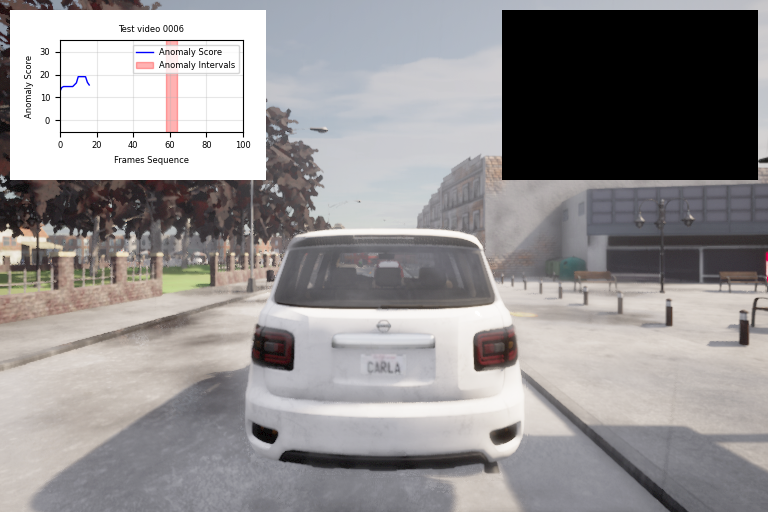 Test video 0006
Anomaly Score
30
20
10
0
Anomaly Score
Anomaly Intervals
0 20 40 60 80 100
Frames Sequence
CARLA